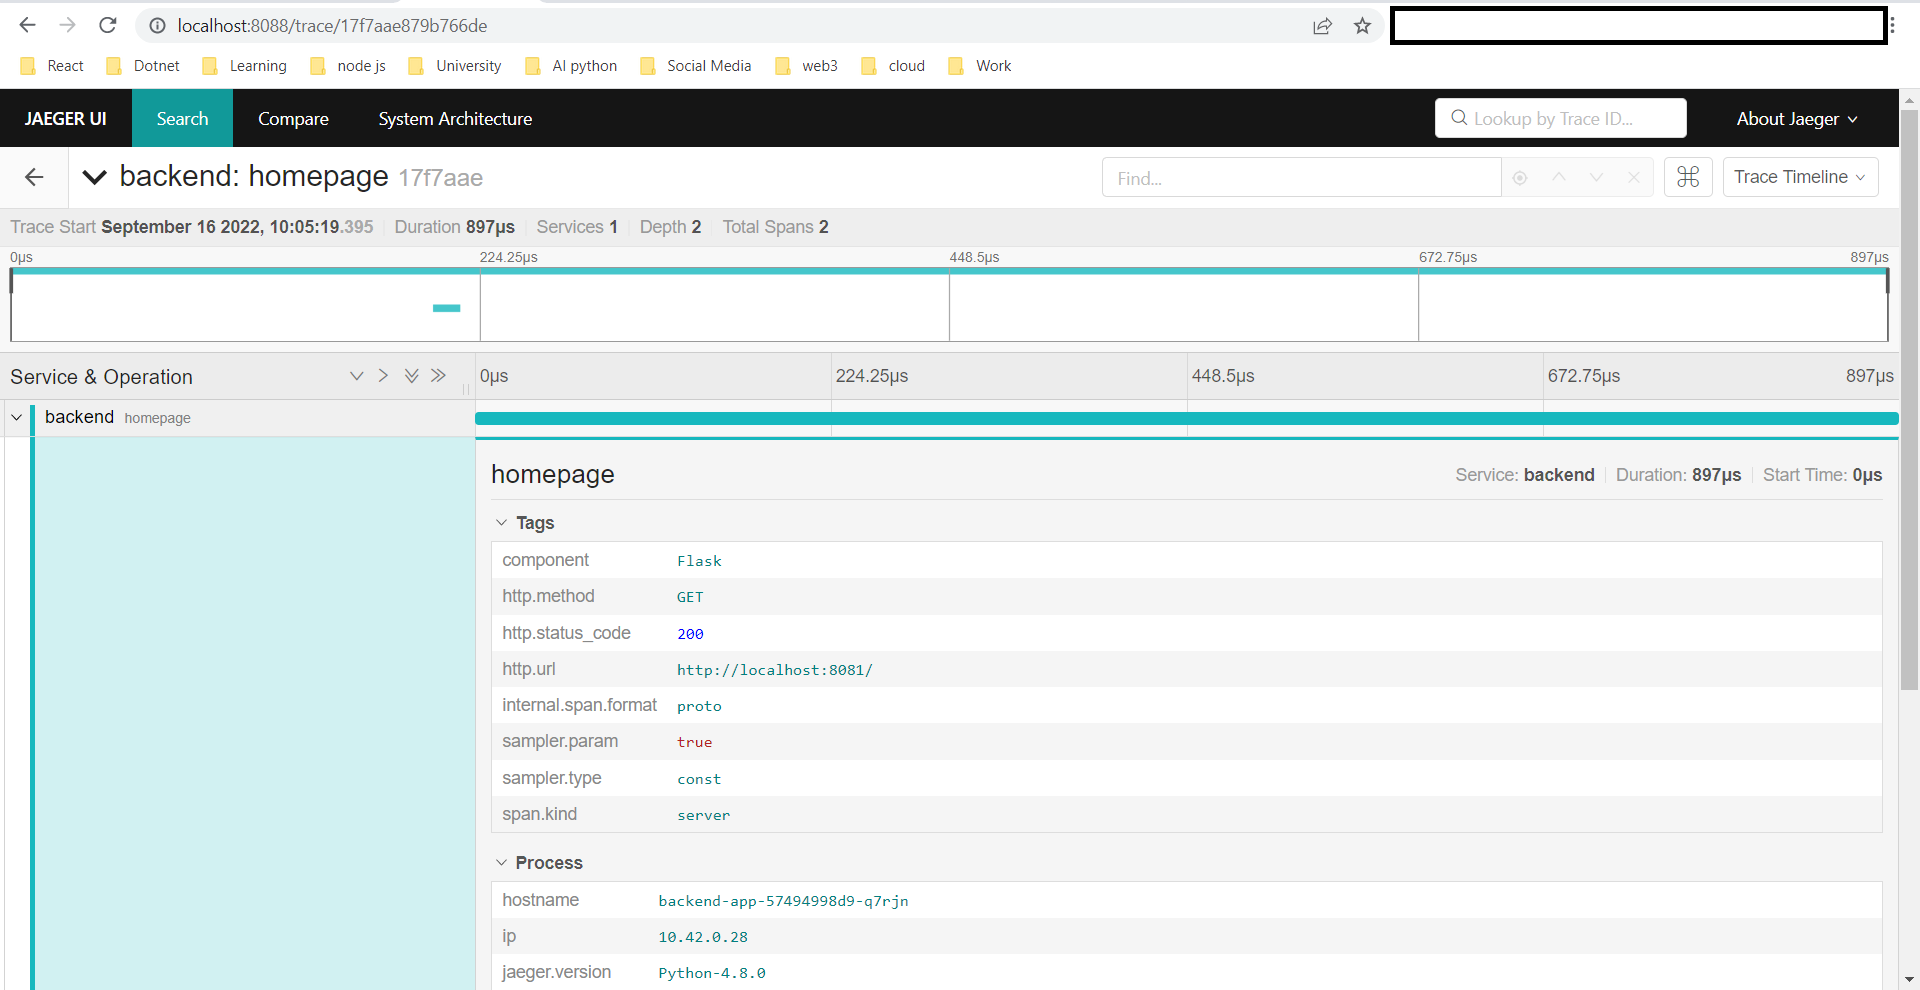 localhost:8088/trace/17f7aae879b766de
React Dotnet Learning node js University AI python Social Media web3 cloud Work
JAEGER UI Search Compare System Architecture Lookup by Trace ID... About Jaeger
backend: homepage 17f7aae Find... Trace Timeline
Trace Start September 16 2022, 10:05:19.395 Duration 897μs Services 1 Depth 2 Total Spans 2
0μs 224.25μs 448.5μs 672.75μs 897μs
Service & Operation 0μs 224.25μs 448.5μs 672.75μs 897μs
backend homepage
homepage Service: backend Duration: 897μs Start Time: 0μs
Tags
component Flask
http.method GET
http.status_code 200
http.url http://localhost:8081/
internal.span.format proto
sampler.param true
sampler.type const
span.kind server
Process
hostname backend-app-57494998d9-q7rjn
ip 10.42.0.28
jaeger.version Python-4.8.0